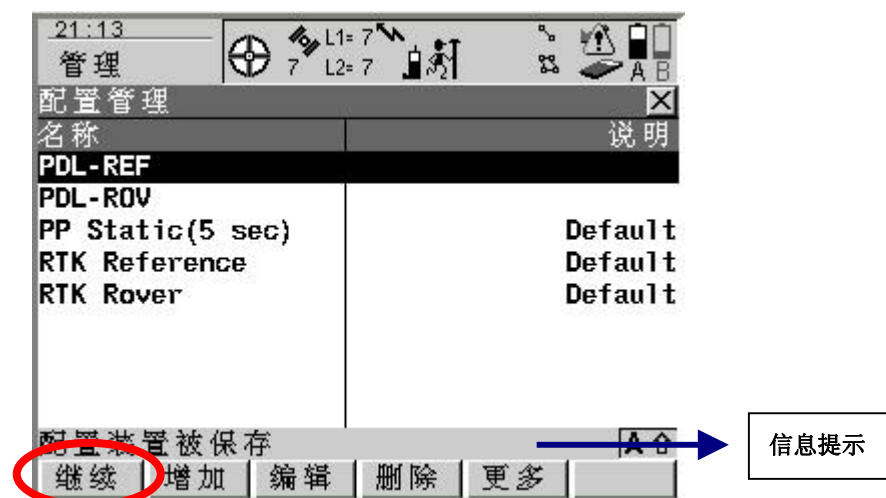 21:13
管理
7
L1= 7
L2= 7
A B
配置管理
名称 说明
PDL-REF
PDL-ROV
PP Static(5 sec) Default
RTK Reference Default
RTK Rover Default
配置装置被保存 A
信息提示
继续 增加 编辑 删除 更多